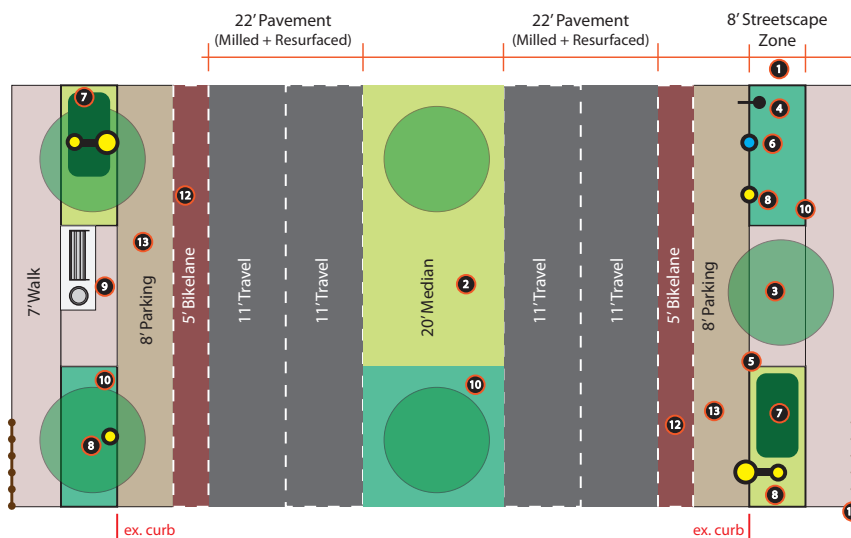 22’ Pavement
(Milled + Resurfaced)
22’ Pavement
(Milled + Resurfaced)
8’ Streetscape
Zone
1
7
4
6
12
8
10
13
3
9
2
7’ Walk
8’ Parking
5’ Bikelane
11’ Travel
11’ Travel
20’ Median
11’ Travel
11’ Travel
5’ Bikelane
8’ Parking
5
10
10
13
7
12
8
8
ex. curb
ex. curb